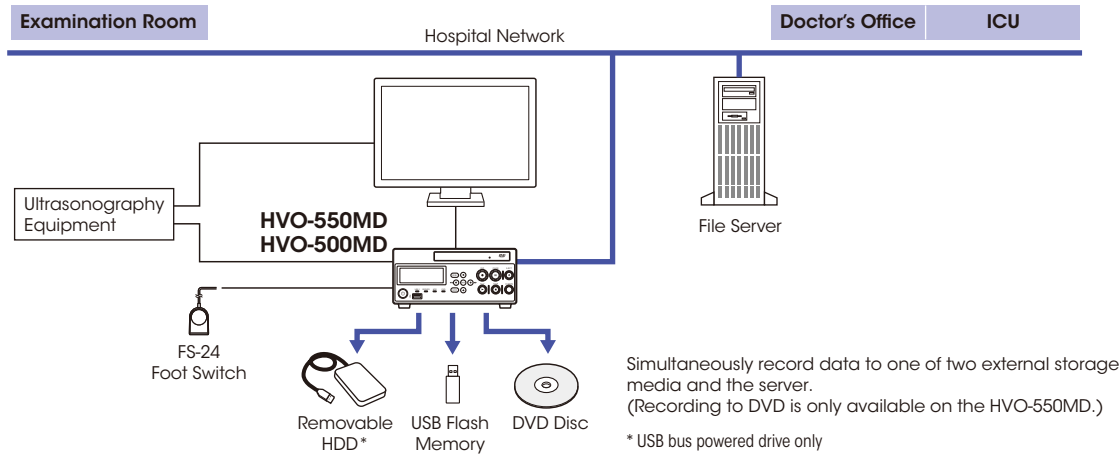 Examination Room
Hospital Network
Doctor's Office
ICU
Ultrasonography
Equipment
HVO-550MD
HVO-500MD
File Server
FS-24
Foot Switch
Removable
HDD*
USB Flash
Memory
DVD Disc
Simultaneously record data to one of two external storage
media and the server.
(Recording to DVD is only available on the HVO-550MD.)
* USB bus powered drive only